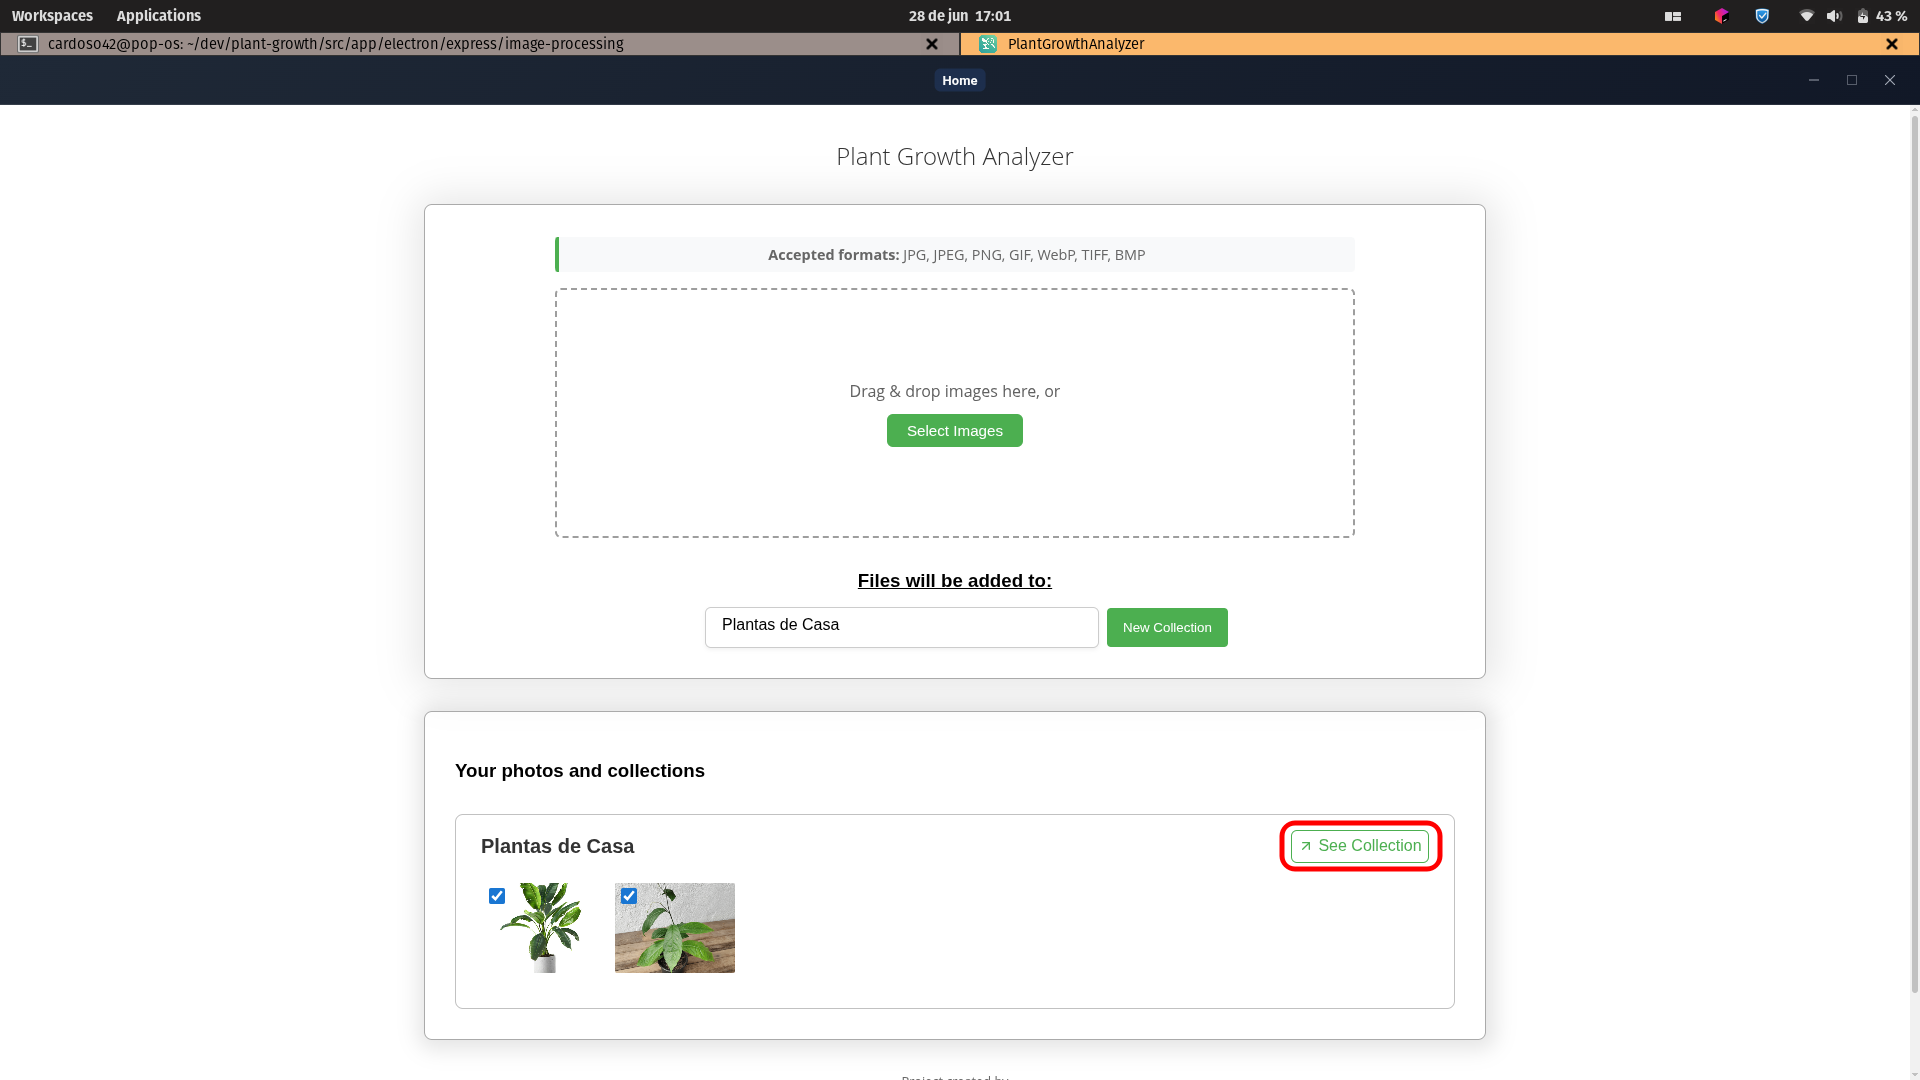 Workspaces Applications 28 de jun 17:01 43 %
cardoso42@pop-os: ~/dev/plant-growth/src/app/electron/express/image-processing PlantGrowthAnalyzer
Home
Plant Growth Analyzer
Accepted formats: JPG, JPEG, PNG, GIF, WebP, TIFF, BMP
Drag & drop images here, or
Select Images
Files will be added to:
Plantas de Casa New Collection
Your photos and collections
Plantas de Casa See Collection
Project created by